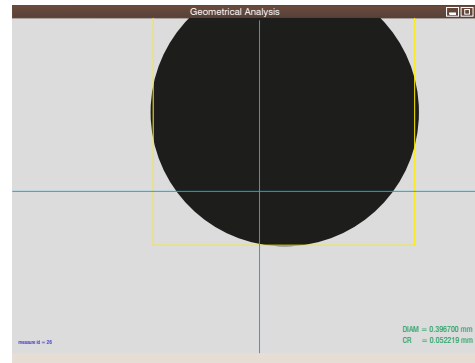 Geometrical Analysis
DIAM = 0.396700 mm
CR = 0.052219 mm
measure id = 26